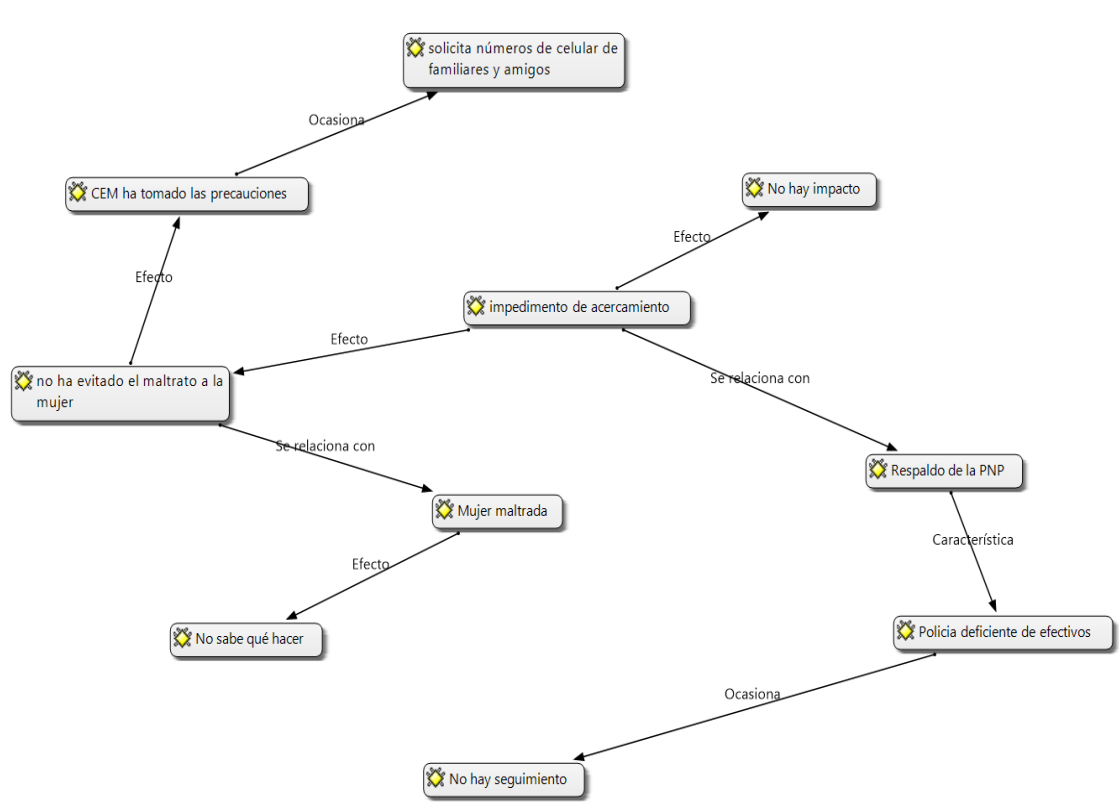 solicita números de celular de
familiares y amigos
Ocasiona
CEM ha tomado las precauciones
No hay impacto
Efecto
Efecto
impedimento de acercamiento
Efecto
no ha evitado el maltrato a la
mujer
Se relaciona con
Se relaciona con
Respaldo de la PNP
Mujer maltrada
Característica
Efecto
No sabe qué hacer
Policia deficiente de efectivos
Ocasiona
No hay seguimiento